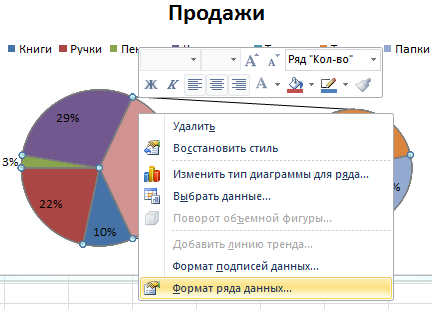 Продажи
Книги Ручки Папки
Ряд "Кол-во"
Ж К A
29%
3%
22%
10%
%
Удалить
Восстановить стиль
Изменить тип диаграммы для ряда...
Выбрать данные...
Поворот объемной фигуры...
Добавить линию тренда...
Формат подписей данных...
Формат ряда данных...